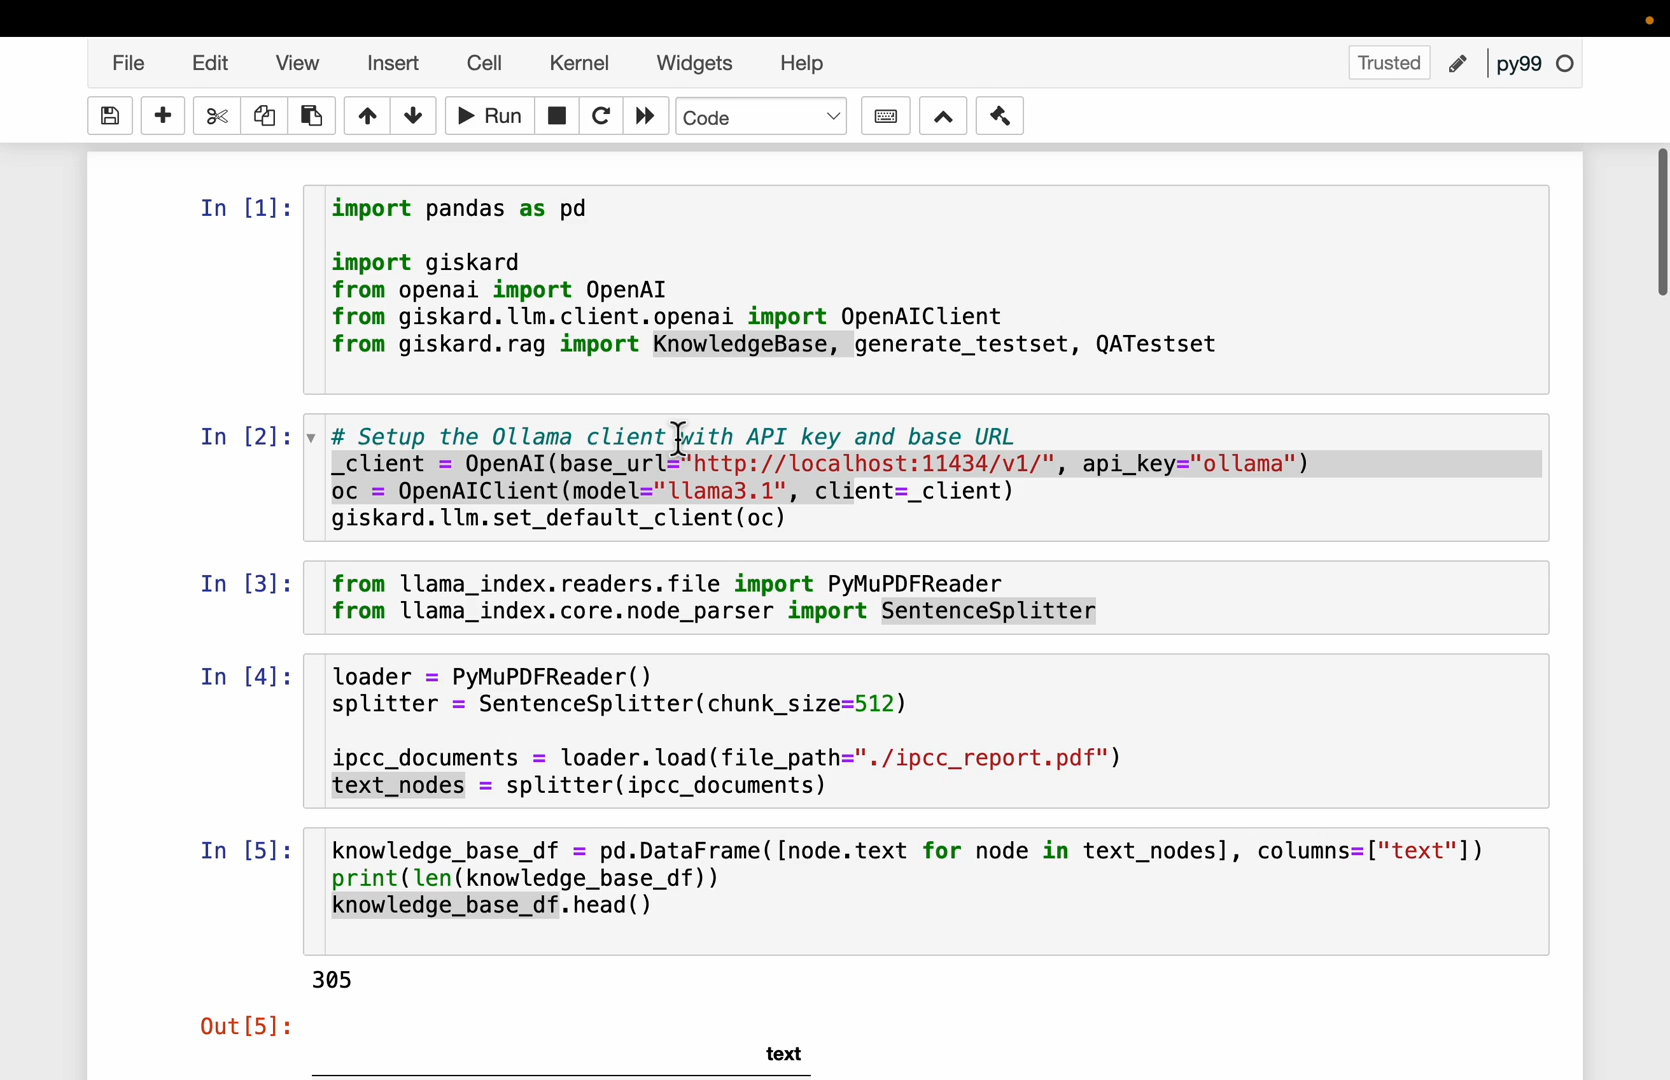 File Edit View Insert Cell Kernel Widgets Help Trusted py99
Run Code
In [1]:
import pandas as pd
import giskard
from openai import OpenAI
from giskard.llm.client.openai import OpenAIClient
from giskard.rag import KnowledgeBase, generate_testset, QATestset
In [2]:
# Setup the Ollama client with API key and base URL
_client = OpenAI(base_url="http://localhost:11434/v1/", api_key="ollama")
oc = OpenAIClient(model="llama3.1", client=_client)
giskard.llm.set_default_client(oc)
In [3]:
from llama_index.readers.file import PyMuPDFReader
from llama_index.core.node_parser import SentenceSplitter
In [4]:
loader = PyMuPDFReader()
splitter = SentenceSplitter(chunk_size=512)
ipcc_documents = loader.load(file_path="./ipcc_report.pdf")
text_nodes = splitter(ipcc_documents)
In [5]:
knowledge_base_df = pd.DataFrame([node.text for node in text_nodes], columns=["text"])
print(len(knowledge_base_df))
knowledge_base_df.head()
305
Out[5]:
text